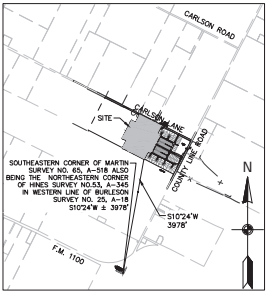 CARLSON ROAD
CARLSON LANE
SITE
COUNTY LINE ROAD
SOUTHEASTERN CORNER OF MARTIN
SURVEY NO. 65, A-518 ALSO
BEING THE NORTHEASTERN CORNER
OF HINES SURVEY NO.53, A-345
IN WESTERN LINE OF BURLESON
SURVEY NO. 25, A-18
S10°24'W ± 3978'
N
S10°24'W
3978'
F.M. 1100